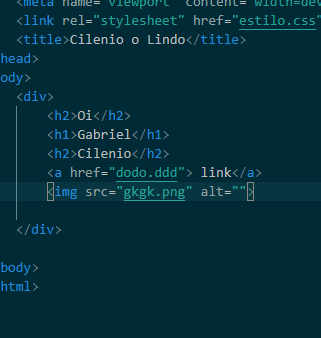 <meta name="viewport" content="width=dev
<link rel="stylesheet" href="estilo.css"
<title>Cilenio o Lindo</title>
head>
ody>
<div>
<h2>Oi</h2>
<h1>Gabriel</h1>
<h2>Cilenio</h2>
<a href="dodo.ddd"> link</a>
<img src="gkgk.png" alt="">
</div>
body>
html>